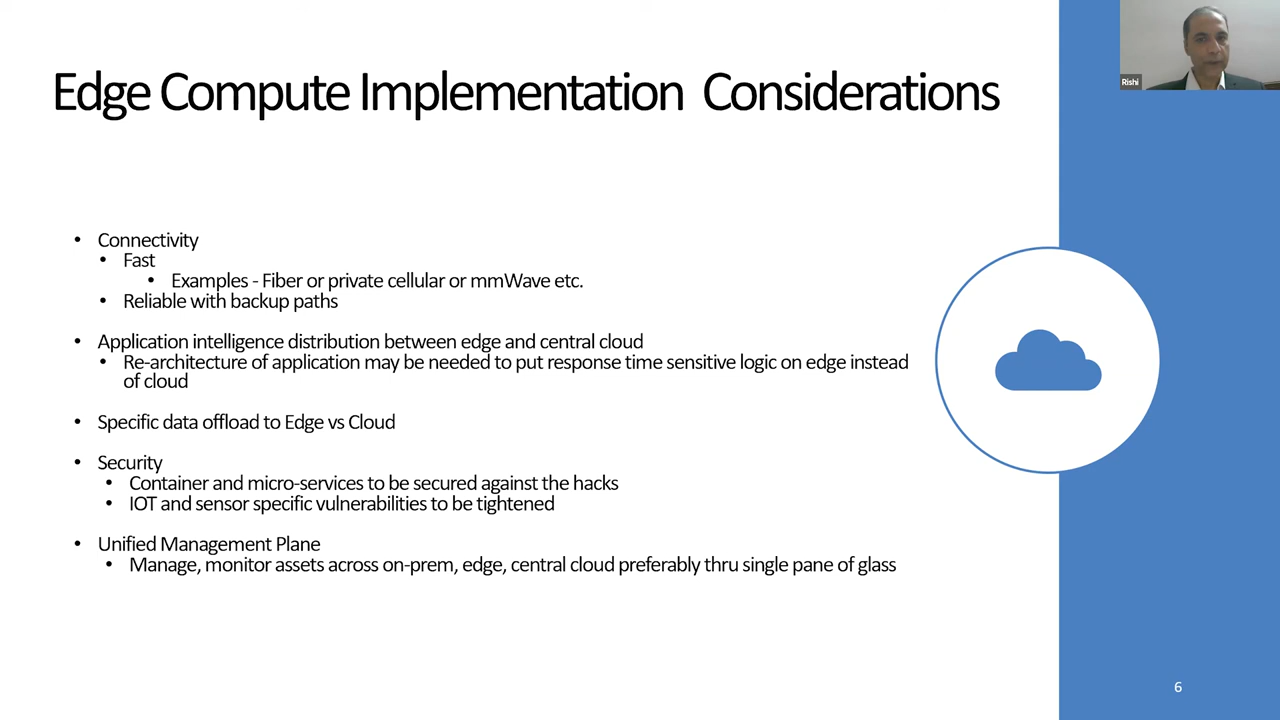 Rishi
Edge Compute Implementation Considerations
• Connectivity
• Fast
• Examples - Fiber or private cellular or mmWave etc.
• Reliable with backup paths
• Application intelligence distribution between edge and central cloud
• Re-architecture of application may be needed to put response time sensitive logic on edge instead
of cloud
• Specific data offload to Edge vs Cloud
• Security
• Container and micro-services to be secured against the hacks
• IOT and sensor specific vulnerabilities to be tightened
• Unified Management Plane
• Manage, monitor assets across on-prem, edge, central cloud preferably thru single pane of glass
6